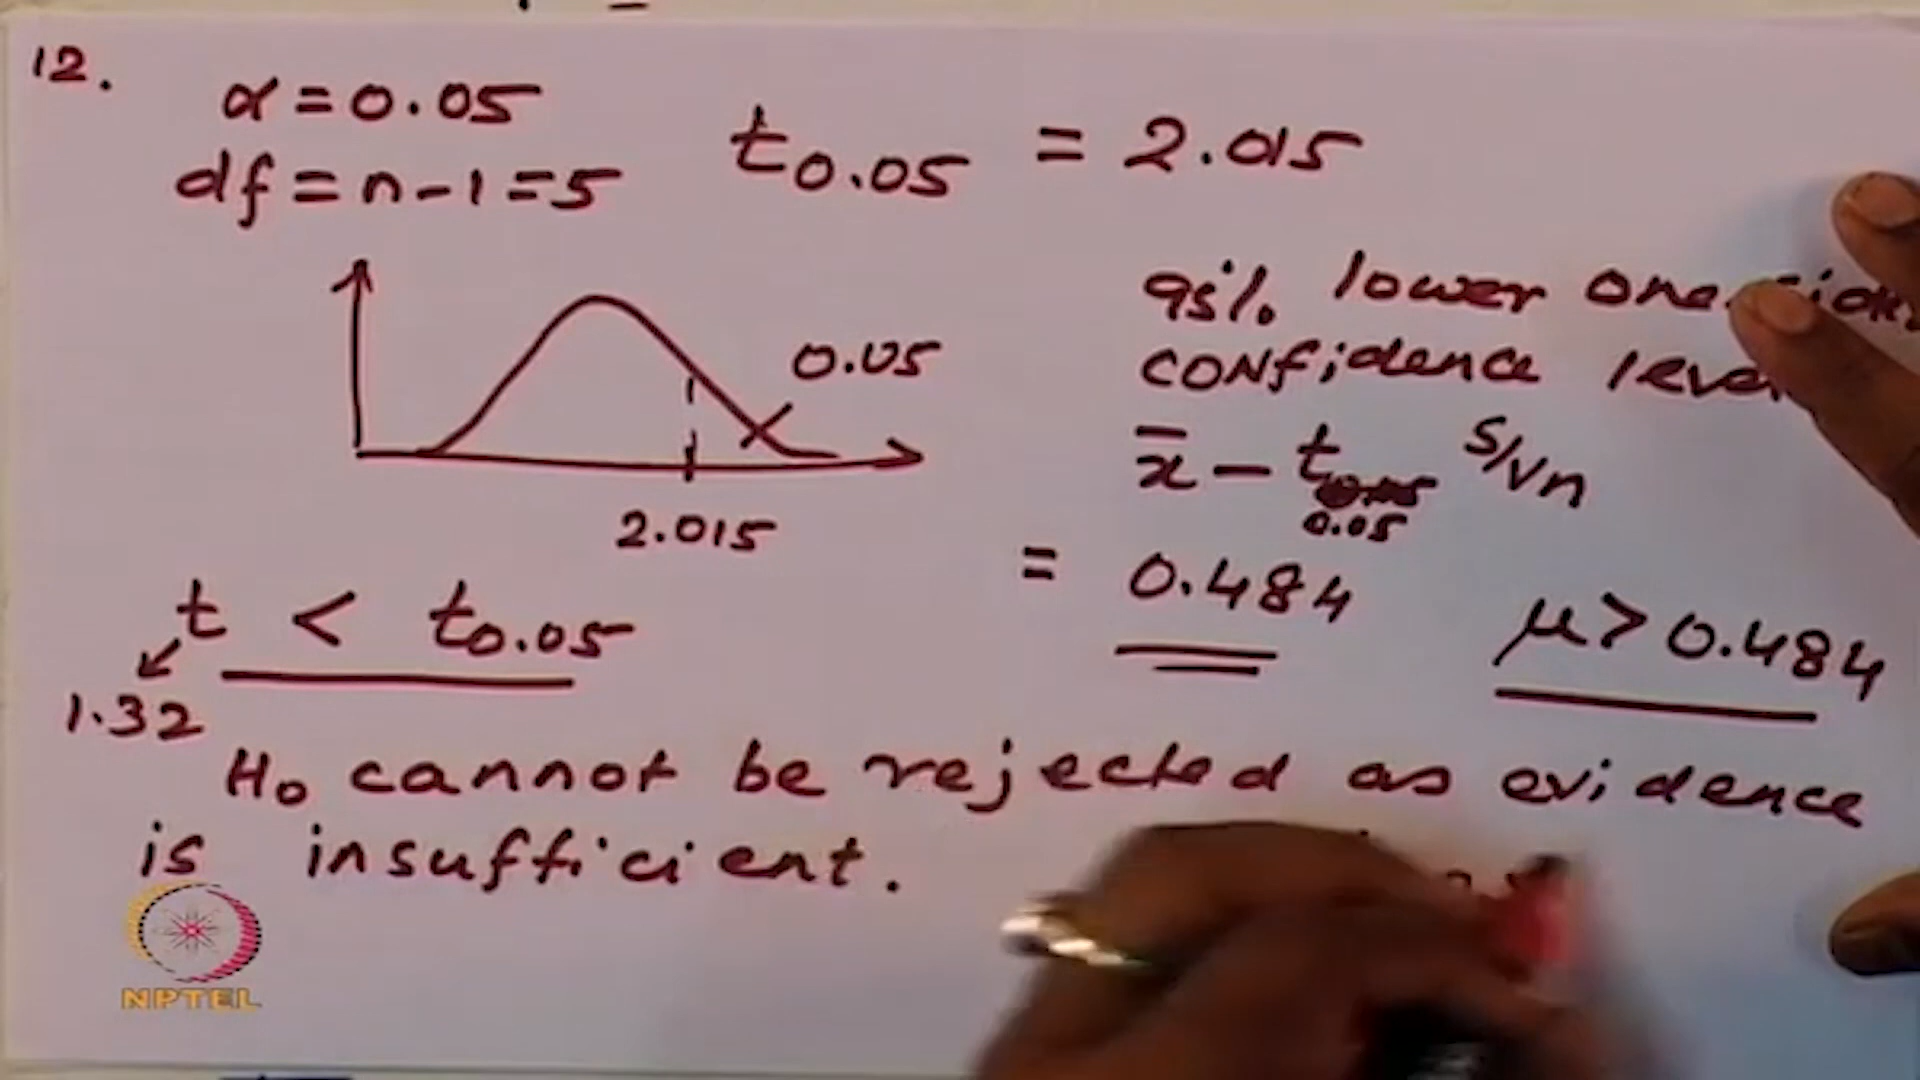 12.
α = 0.05
df = n-1 = 5
t0.05 = 2.015
0.05
2.015
t < t0.05
1.32
95% lower one
confidence
x̄ - t0.05 s/√n
= 0.484
μ > 0.484
H0 cannot be rejected as evidence
is insufficient.
NPTEL